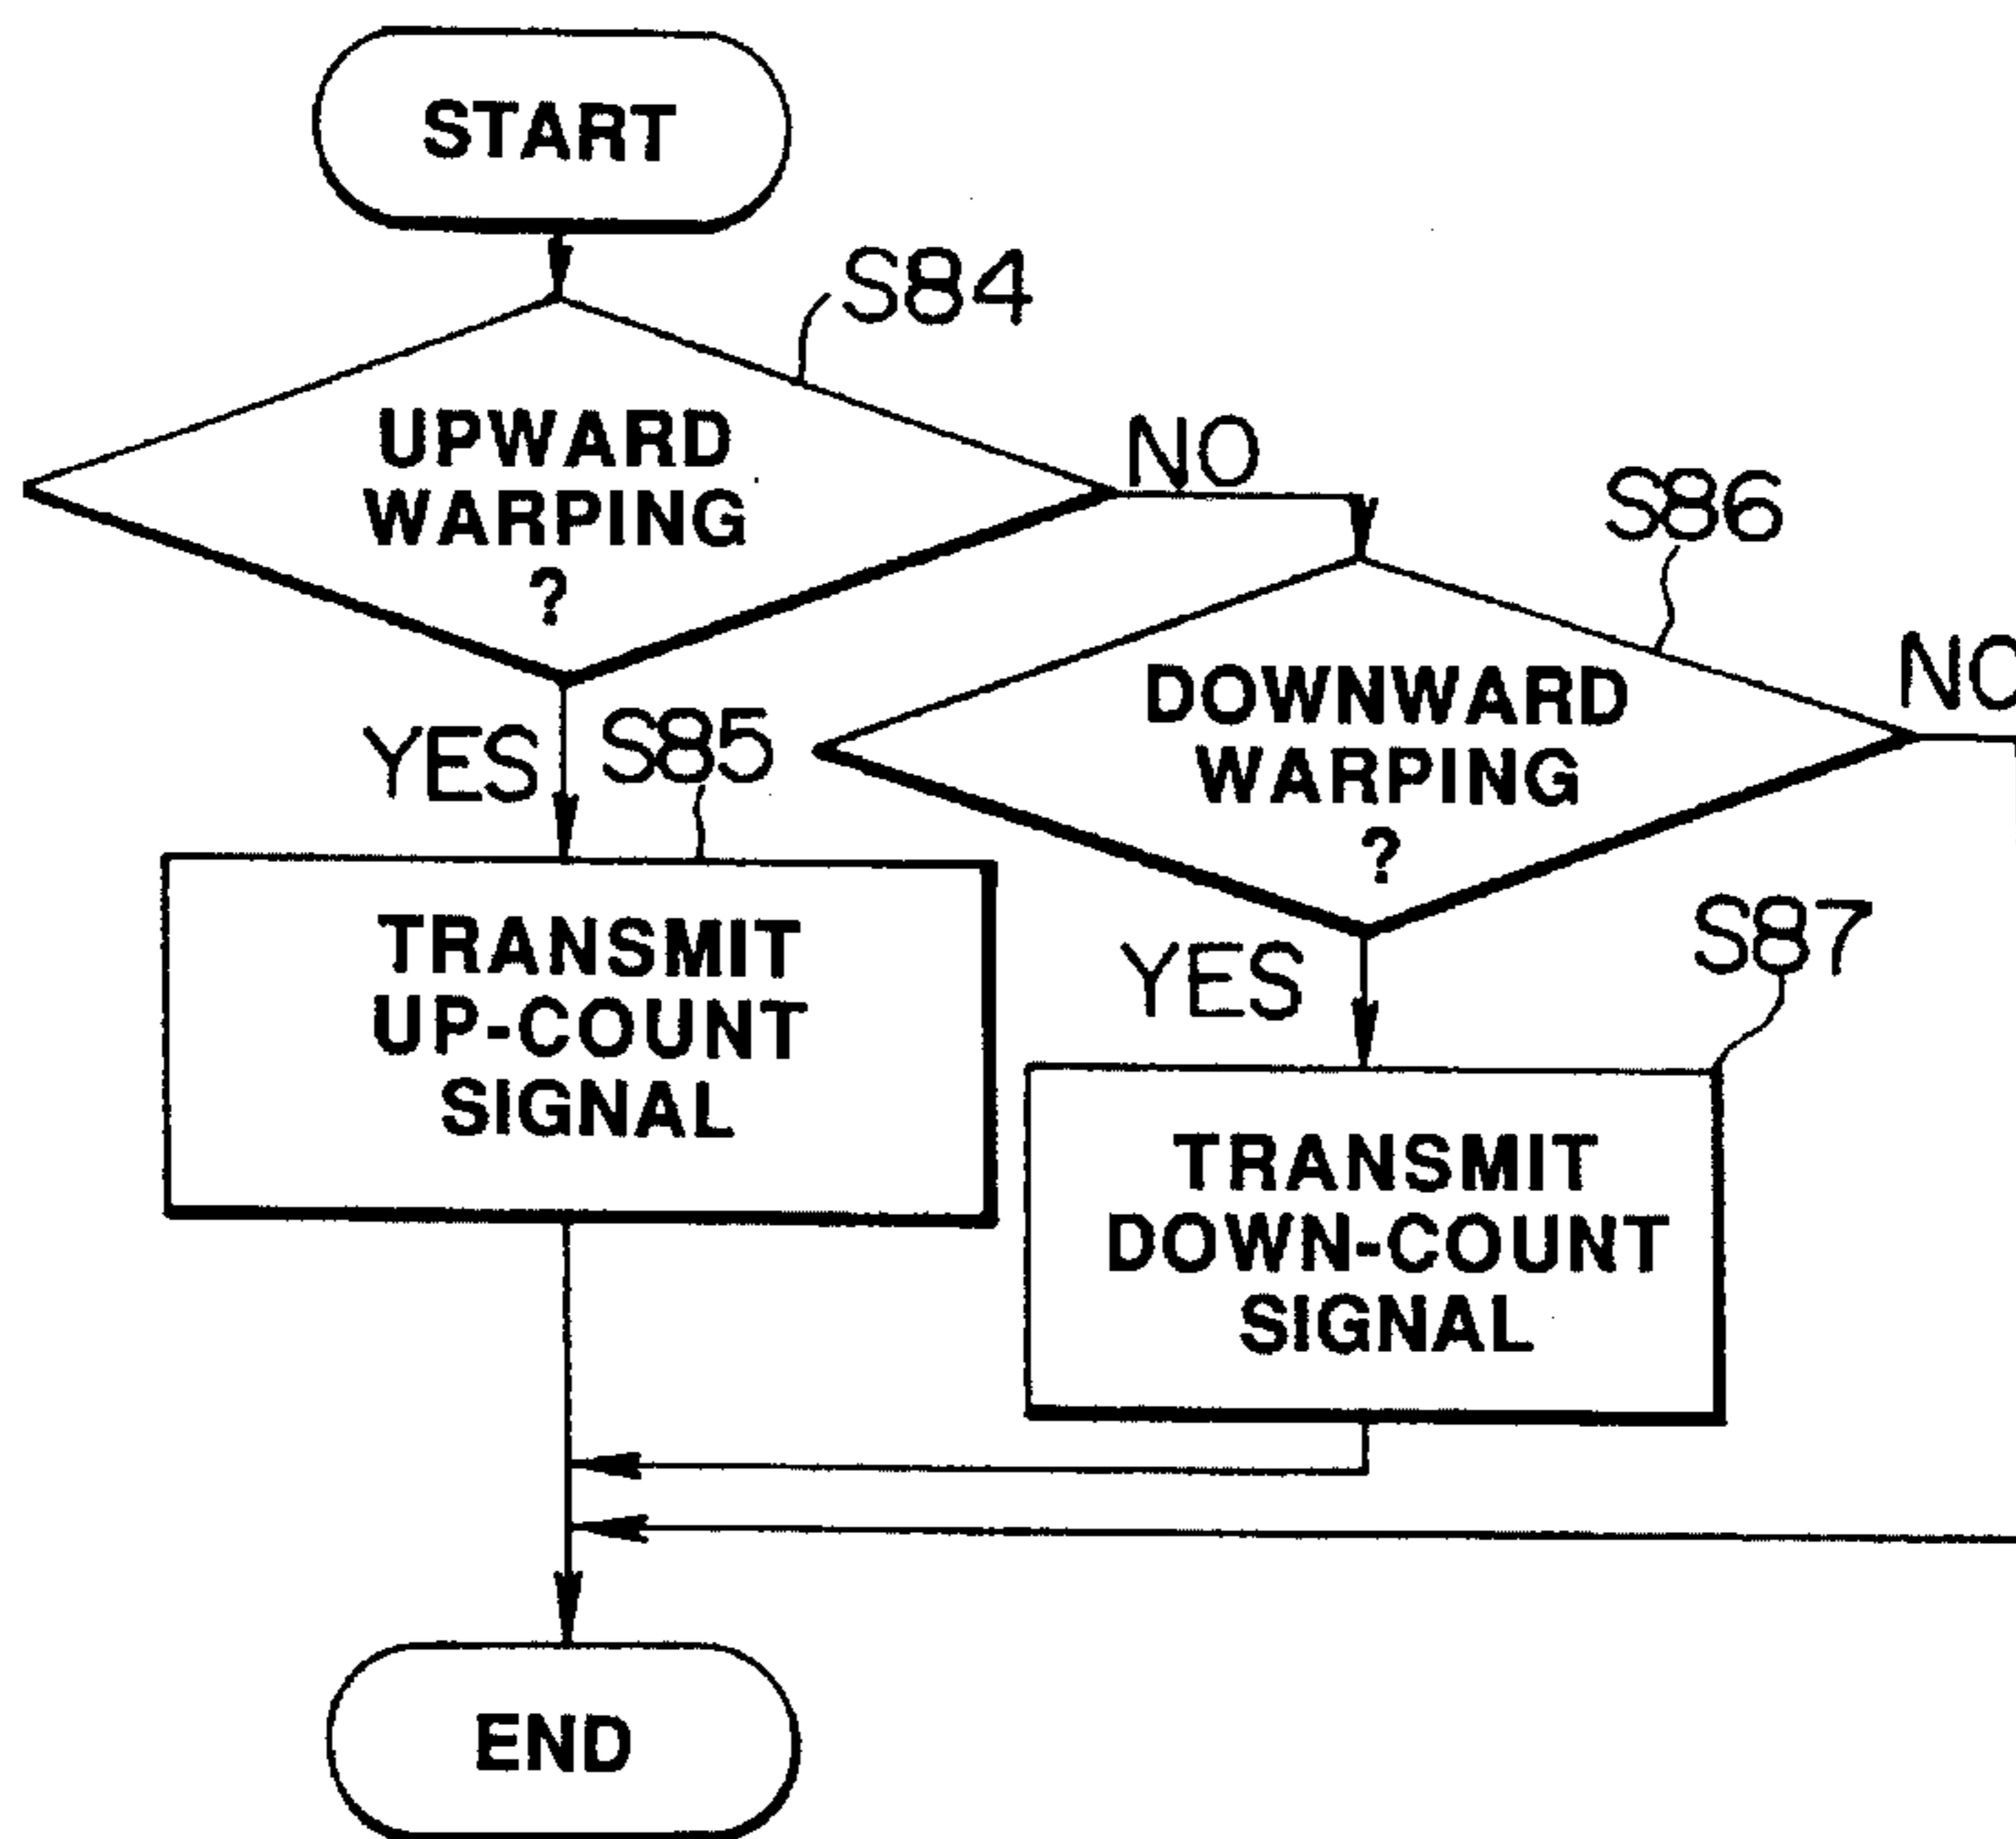 START
S84
UPWARD
WARPING
?
NO
S86
YES
S85
DOWNWARD
WARPING
?
NO
TRANSMIT
UP-COUNT
SIGNAL
YES
S87
TRANSMIT
DOWN-COUNT
SIGNAL
END